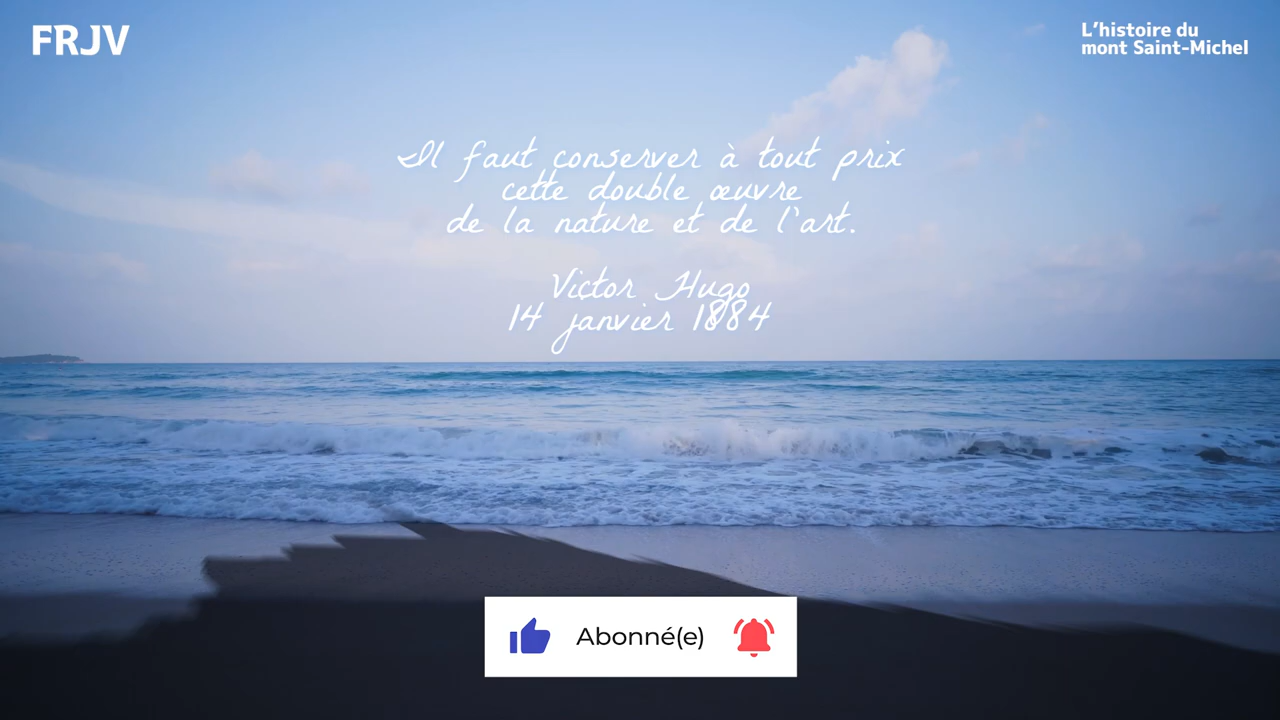 FRJV
L'histoire du
mont Saint-Michel
Il faut conserver à tout prix
cette double œuvre
de la nature et de l'art.
Victor Hugo
14 janvier 1884
Abonné(e)